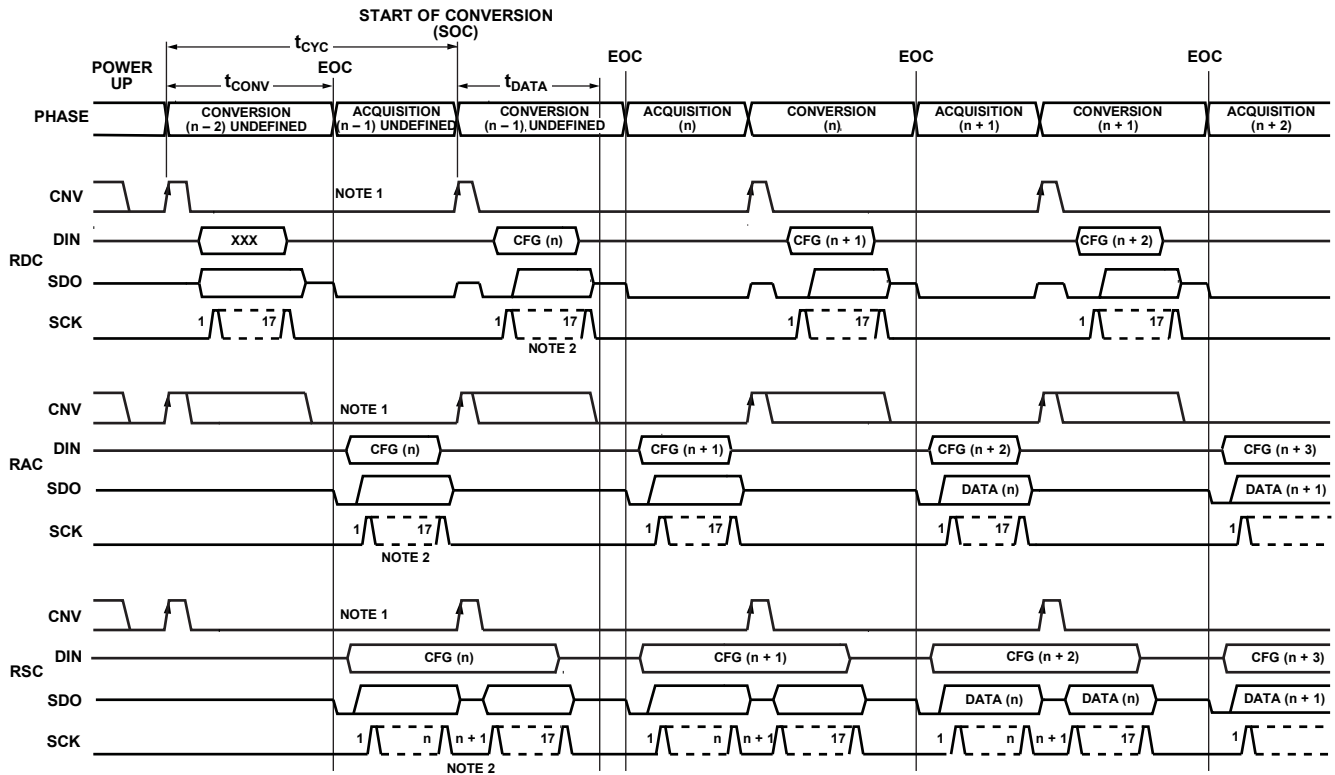 START OF CONVERSION
(SOC)
tCYC
POWER
UP
tCONV
EOC
tDATA
EOC
EOC
EOC
PHASE
CONVERSION
(n – 2) UNDEFINED
ACQUISITION
(n – 1) UNDEFINED
CONVERSION
(n – 1) UNDEFINED
ACQUISITION
(n)
CONVERSION
(n)
ACQUISITION
(n + 1)
CONVERSION
(n + 1)
ACQUISITION
(n + 2)
CNV
NOTE 1
RDC
DIN
XXX
CFG (n)
CFG (n + 1)
CFG (n + 2)
SDO
SCK
1 17
1 17
1 17
1 17
NOTE 2
CNV
NOTE 1
RAC
DIN
CFG (n)
CFG (n + 1)
CFG (n + 2)
CFG (n + 3)
SDO
DATA (n)
DATA (n + 1)
SCK
1 17
1 17
1 17
1
NOTE 2
CNV
NOTE 1
RSC
DIN
CFG (n)
CFG (n + 1)
CFG (n + 2)
CFG (n + 3)
SDO
DATA (n)
DATA (n)
DATA (n + 1)
SCK
1 n n + 1 17
1 n n + 1 17
1 n n + 1 17
1
NOTE 2